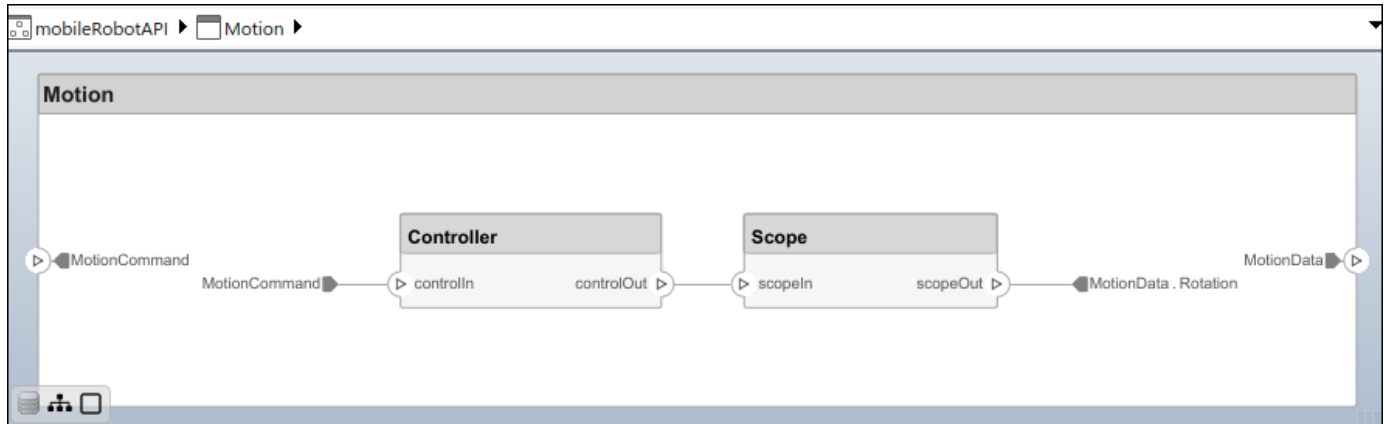 mobileRobotAPI Motion
Motion
Controller
Scope
MotionCommand
MotionData
MotionCommand
controlIn
controlOut
scopeIn
scopeOut
MotionData . Rotation